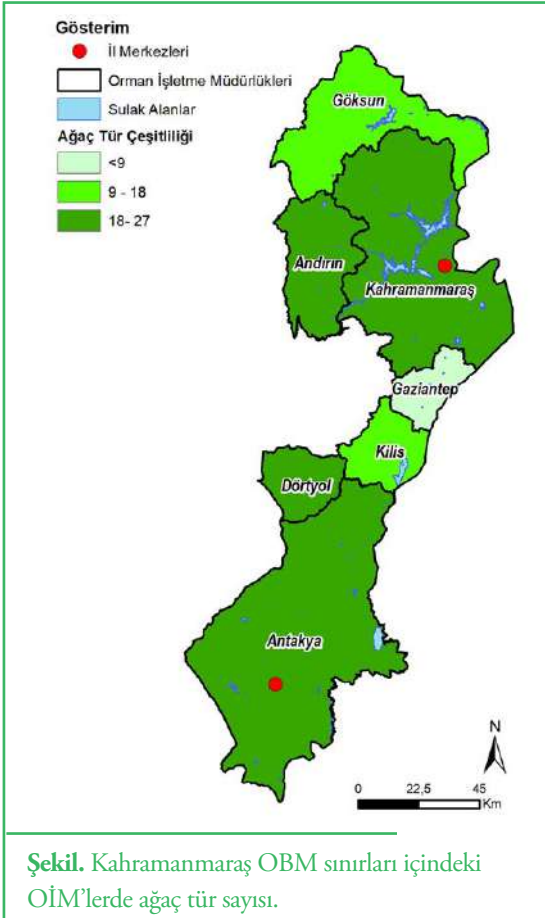 Gösterim
İl Merkezleri
Orman İşletme Müdürlükleri
Sulak Alanlar
Ağaç Tür Çeşitliliği
<9
9 - 18
18- 27
Göksun
Andırın
Kahramanmaraş
Gaziantep
Kilis
Dörtyol
Antakya
N
0 22,5 45
Km
Şekil. Kahramanmaraş OBM sınırları içindeki
OİM'lerde ağaç tür sayısı.